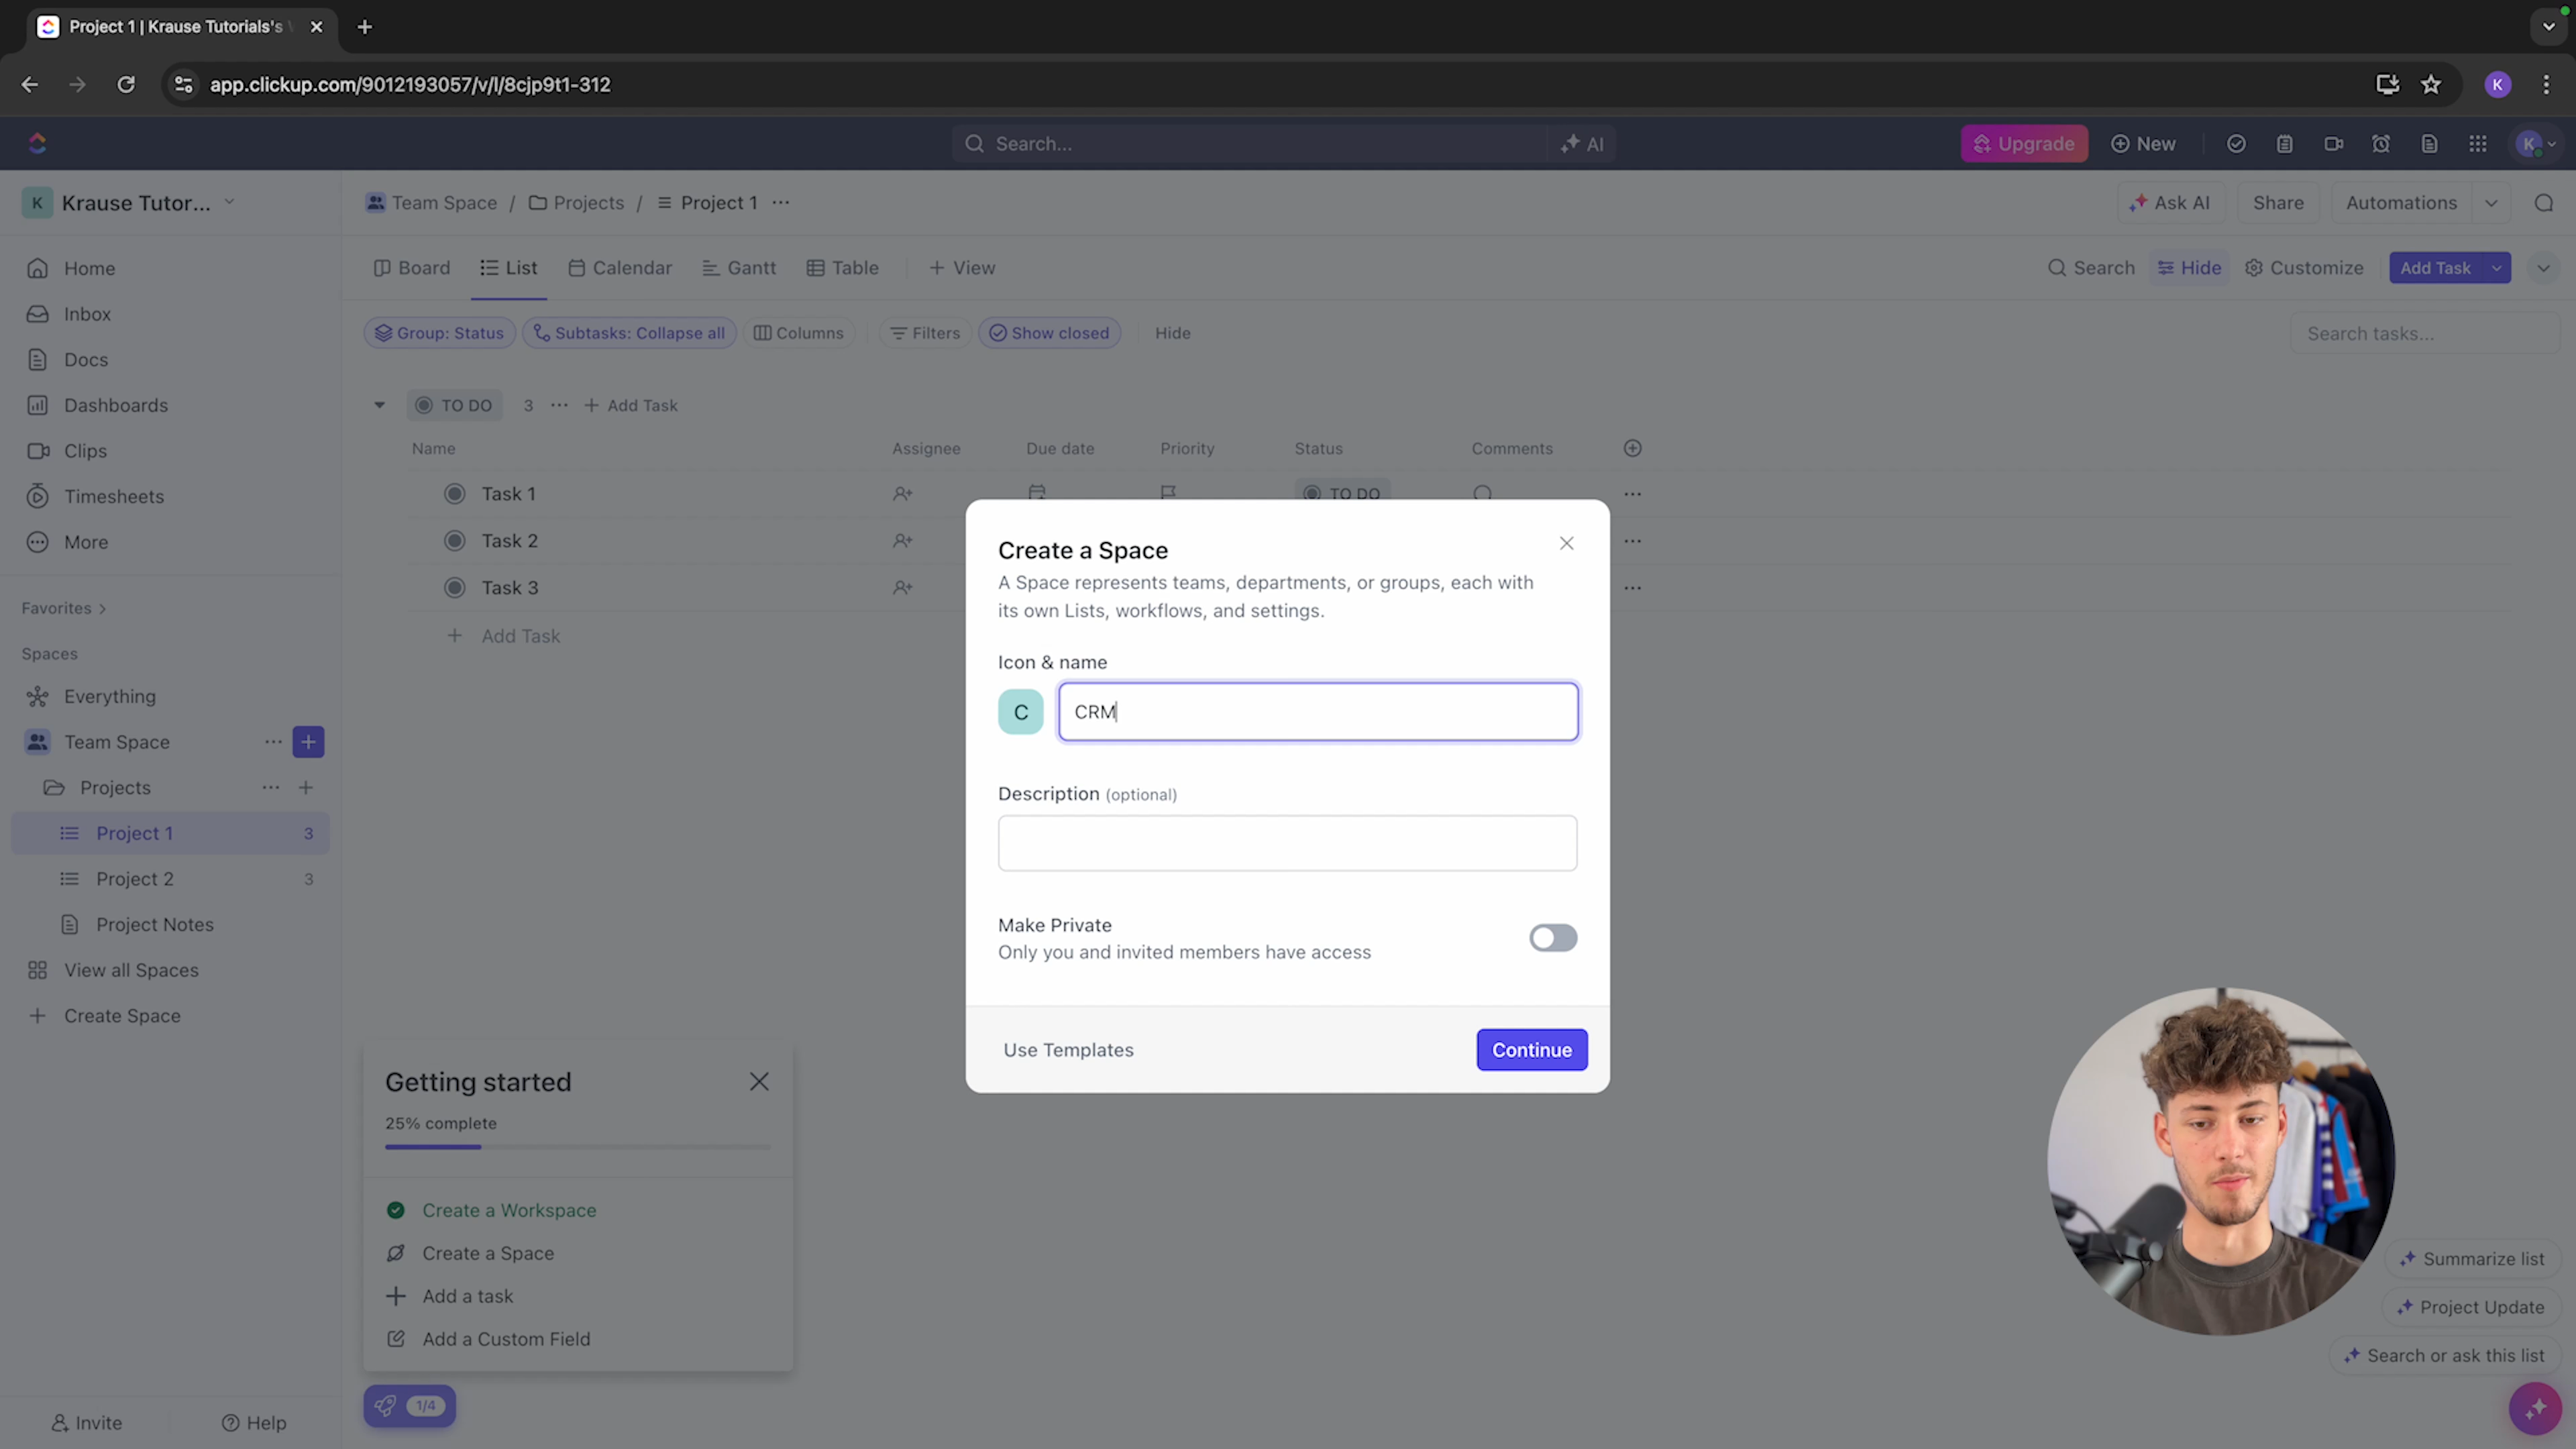 Project 1 | Krause Tutorials's
app.clickup.com/9012193057/v/l/8cjp9t1-312
K
Search...
AI
Upgrade
New
K
K
Krause Tutor...
Team Space / Projects / Project 1
Ask AI
Share
Automations
Home
Inbox
Docs
Dashboards
Clips
Timesheets
More
Favorites
Spaces
Everything
Team Space
Projects
Project 1
3
Project 2
3
Project Notes
View all Spaces
Create Space
Invite
Help
Board
List
Calendar
Gantt
Table
View
Search
Hide
Customize
Add Task
Group: Status
Subtasks: Collapse all
Columns
Filters
Show closed
Hide
Search tasks...
TO DO
3
Add Task
Name
Assignee
Due date
Priority
Status
Comments
Task 1
TO DO
Task 2
Task 3
Add Task
Create a Space
A Space represents teams, departments, or groups, each with
its own Lists, workflows, and settings.
Icon & name
C
CRM
Description (optional)
Make Private
Only you and invited members have access
Use Templates
Continue
Getting started
25% complete
Create a Workspace
Create a Space
Add a task
Add a Custom Field
1/4
Summarize list
Project Update
Search or ask this list